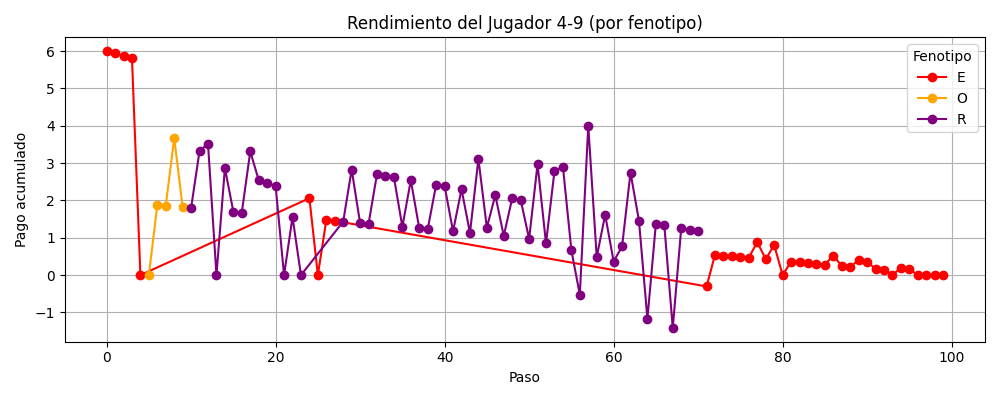 Rendimiento del Jugador 4-9 (por fenotipo)
Pago acumulado
6
5
4
3
2
1
0
−1
0
20
40
60
80
100
Paso
Fenotipo
E
O
R